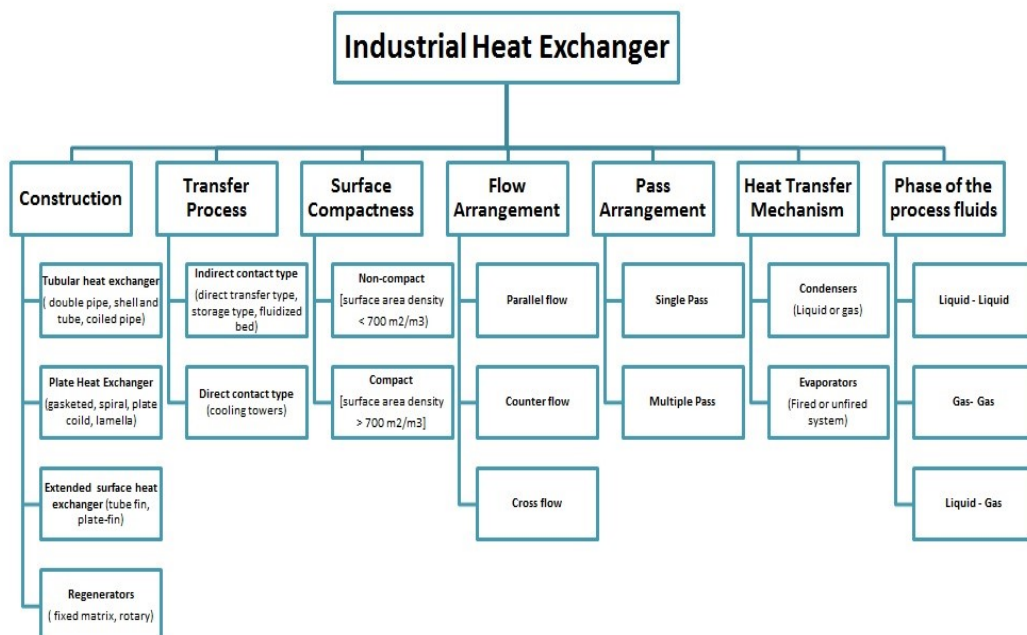 Industrial Heat Exchanger
Construction
Tubular heat exchanger
( double pipe, shell and
tube, coiled pipe)
Plate Heat Exchanger
(gasketed, spiral, plate
coild, lamella)
Extended surface heat
exchanger (tube fin,
plate-fin)
Regenerators
( fixed matrix, rotary)
Transfer
Process
Indirect contact type
(direct transfer type,
storage type, fluidized
bed)
Direct contact type
(cooling towers)
Surface
Compactness
Non-compact
[surface area density
< 700 m2/m3)
Compact
[surface area density
> 700 m2/m3]
Flow
Arrangement
Parallel flow
Counter flow
Cross flow
Pass
Arrangement
Single Pass
Multiple Pass
Heat Transfer
Mechanism
Condensers
(Liquid or gas)
Evaporators
(Fired or unfired
system)
Phase of the
process fluids
Liquid - Liquid
Gas- Gas
Liquid - Gas